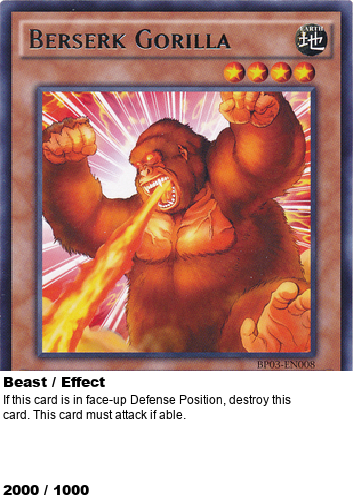 BERSERK GORILLA
EARTH
地
BP03-EN008
Beast / Effect
If this card is in face-up Defense Position, destroy this
card. This card must attack if able.
2000 / 1000